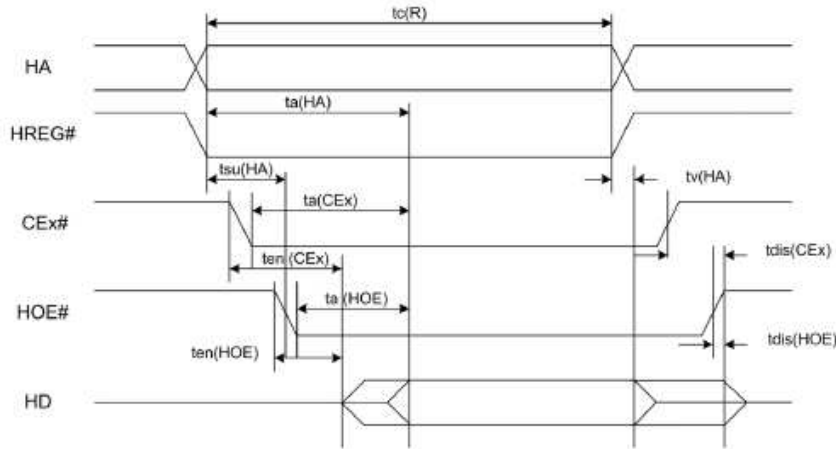 tc(R)
HA
ta(HA)
HREG#
tsu(HA)
tv(HA)
ta(CEx)
CEx#
ten (CEx)
tdis(CEx)
ta (HOE)
HOE#
ten(HOE)
tdis(HOE)
HD